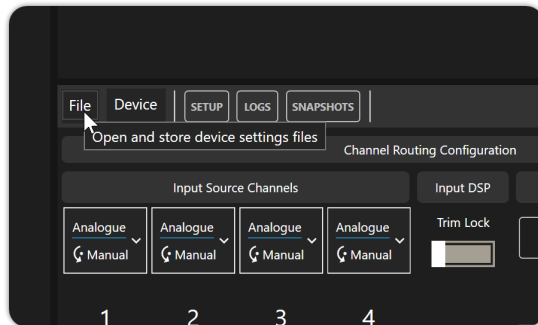 File Device SETUP LOGS SNAPSHOTS
Open and store device settings files
Channel Routing Configuration
Input Source Channels Input DSP
Analogue Analogue Analogue Analogue Trim Lock
Manual Manual Manual Manual
1 2 3 4